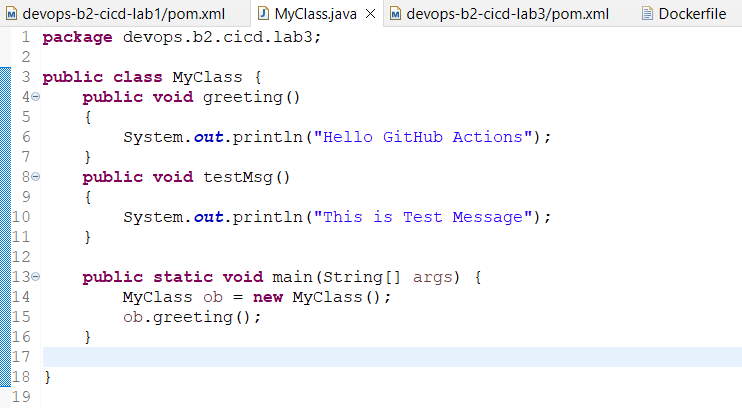 devops-b2-cicd-lab1/pom.xml MyClass.java devops-b2-cicd-lab3/pom.xml Dockerfile
1 package devops.b2.cicd.lab3;
2
3 public class MyClass {
4     public void greeting()
5     {
6         System.out.println("Hello GitHub Actions");
7     }
8     public void testMsg()
9     {
10         System.out.println("This is Test Message");
11     }
12
13     public static void main(String[] args) {
14         MyClass ob = new MyClass();
15         ob.greeting();
16     }
17
18 }
19